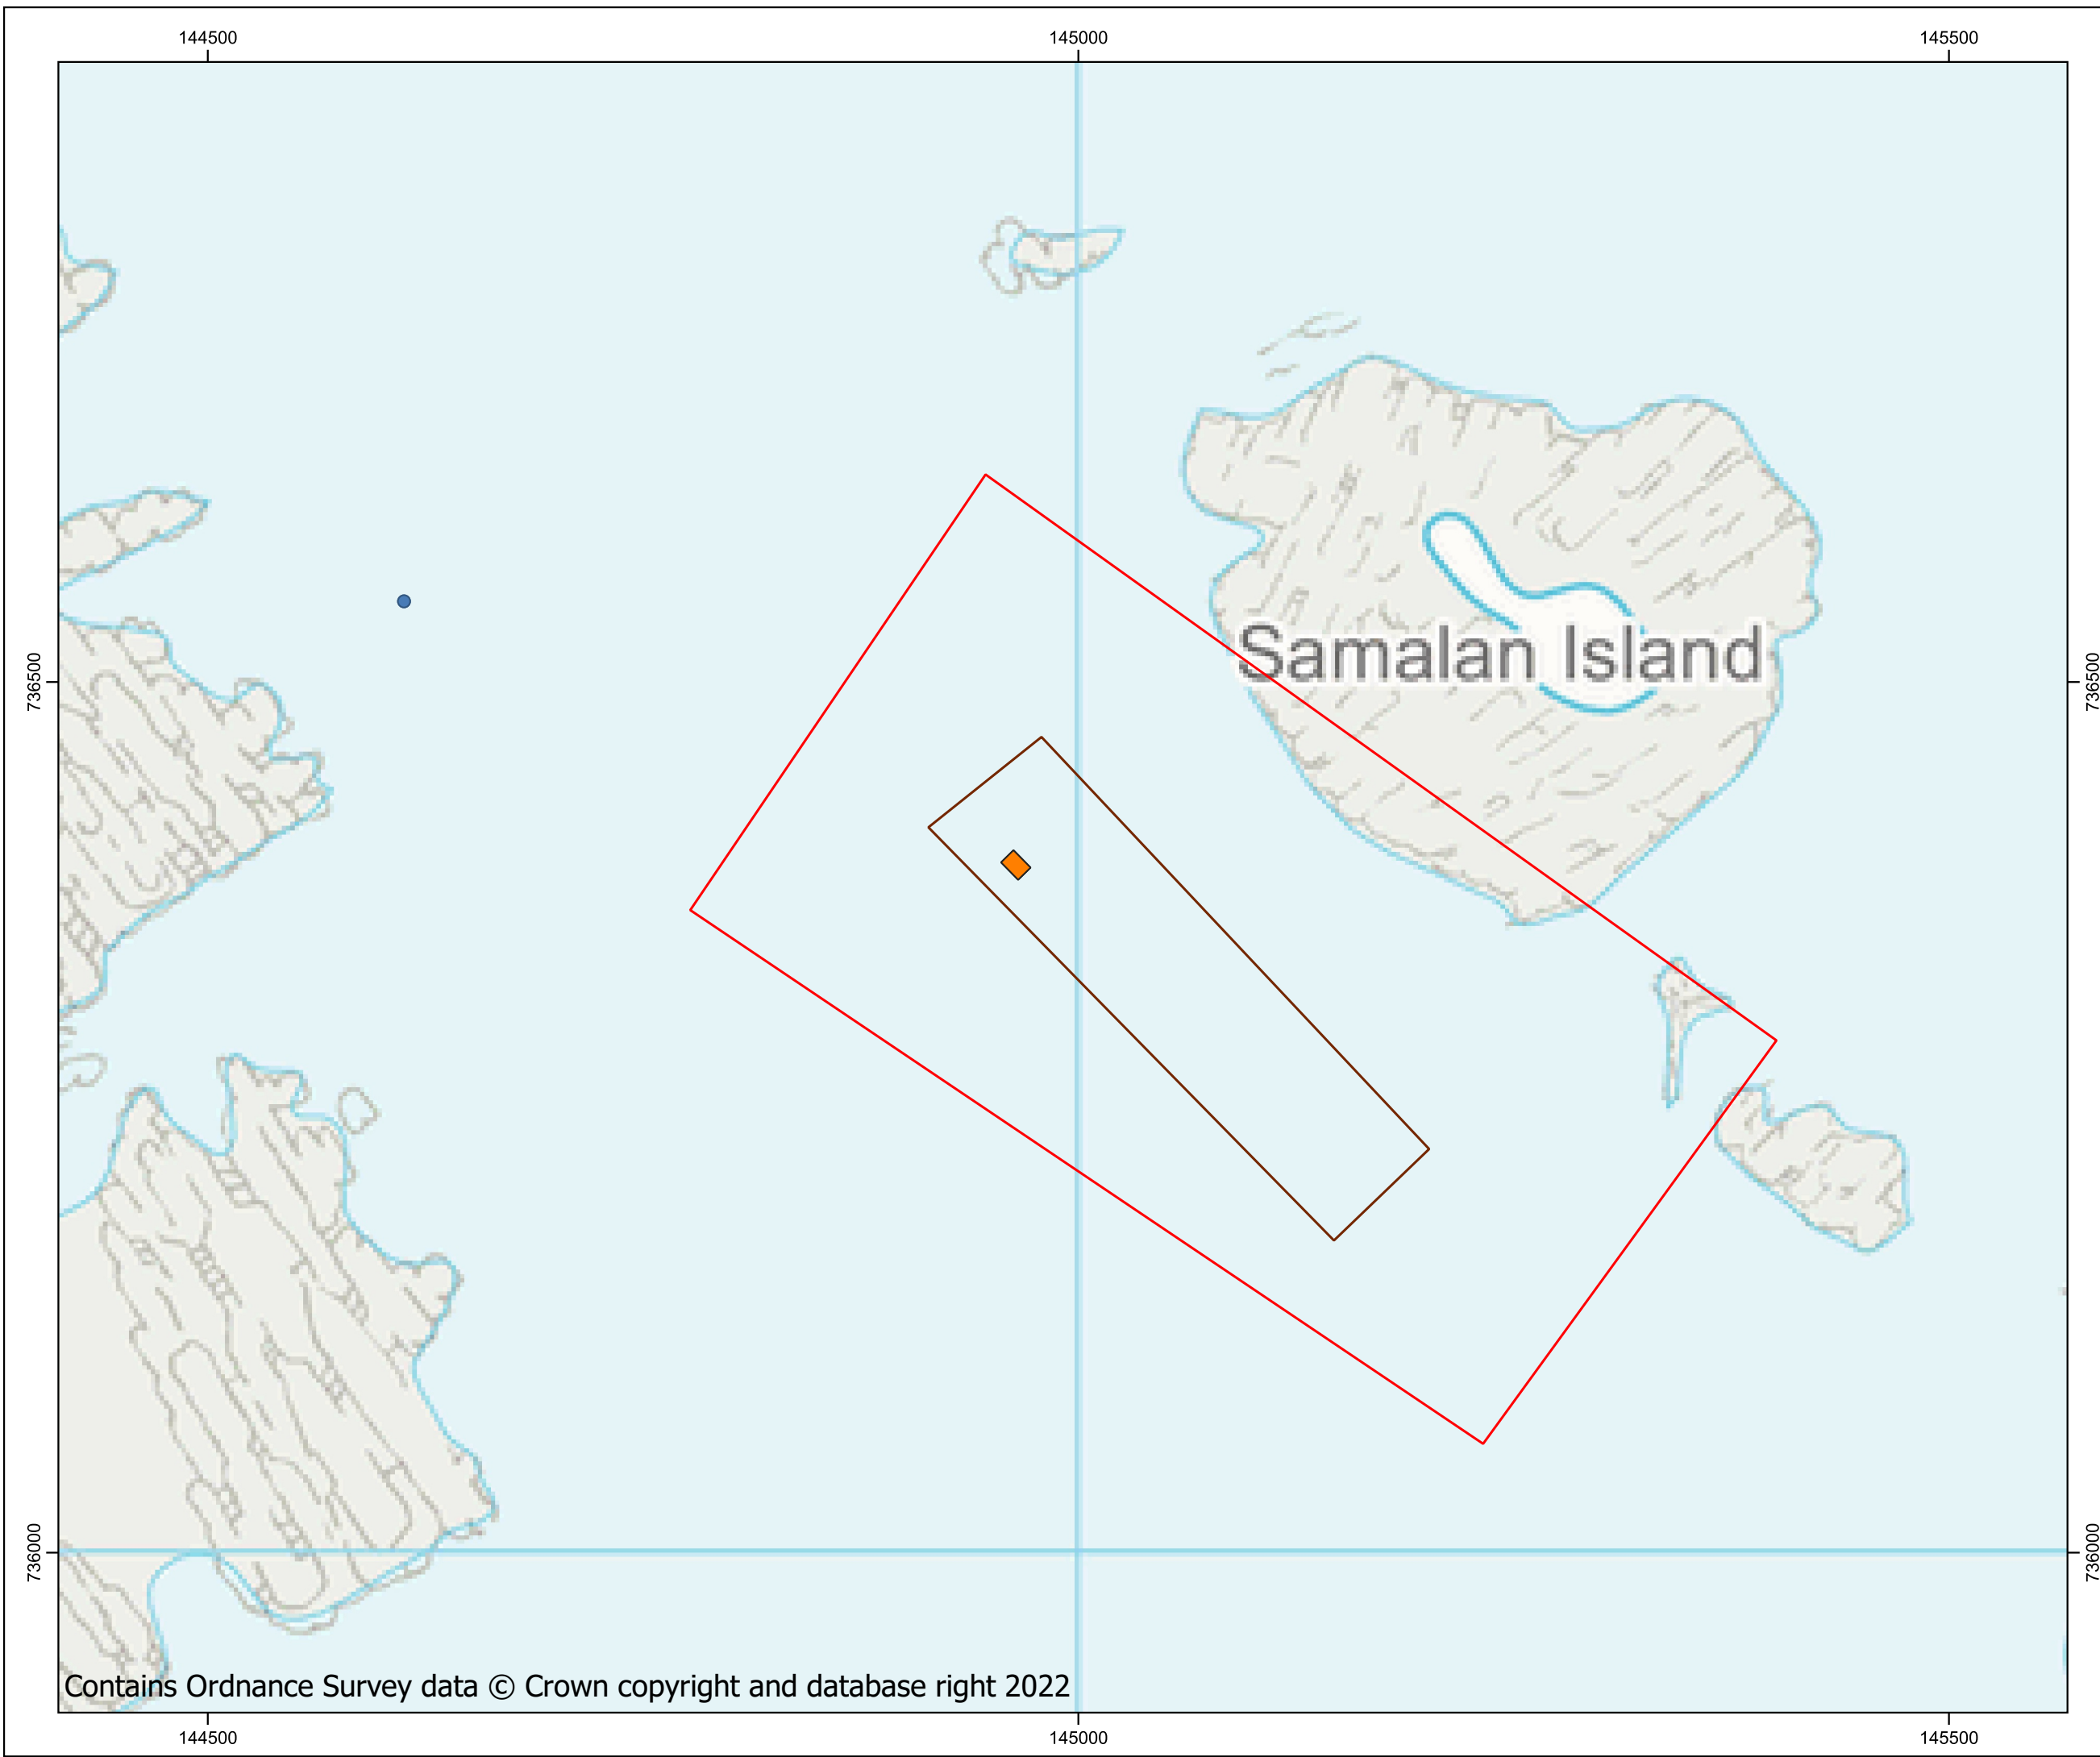 144500 145000 145500
736500 736500
Samalan Island
736000 736000
Contains Ordnance Survey data © Crown copyright and database right 2022
144500 145000 145500